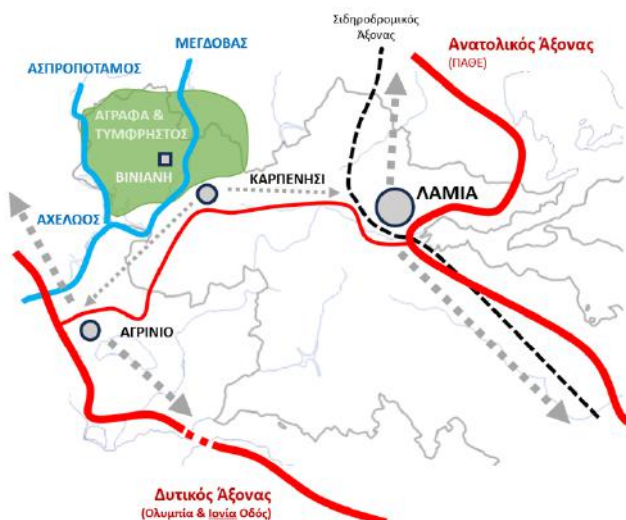 Σιδηροδρομικός
Άξονας
ΜΕΓΔΟΒΑΣ
Ανατολικός Άξονας
(ΠΑΘΕ)
ΑΣΠΡΟΠΟΤΑΜΟΣ
ΑΓΡΑΦΑ &
ΤΥΜΦΡΗΣΤΟΣ
ΒΙΝΙΑΝΗ
ΚΑΡΠΕΝΗΣΙ
ΛΑΜΙΑ
ΑΧΕΛΩΟΣ
ΑΓΡΙΝΙΟ
Δυτικός Άξονας
(Ολυμπία & Ιονία Οδός)